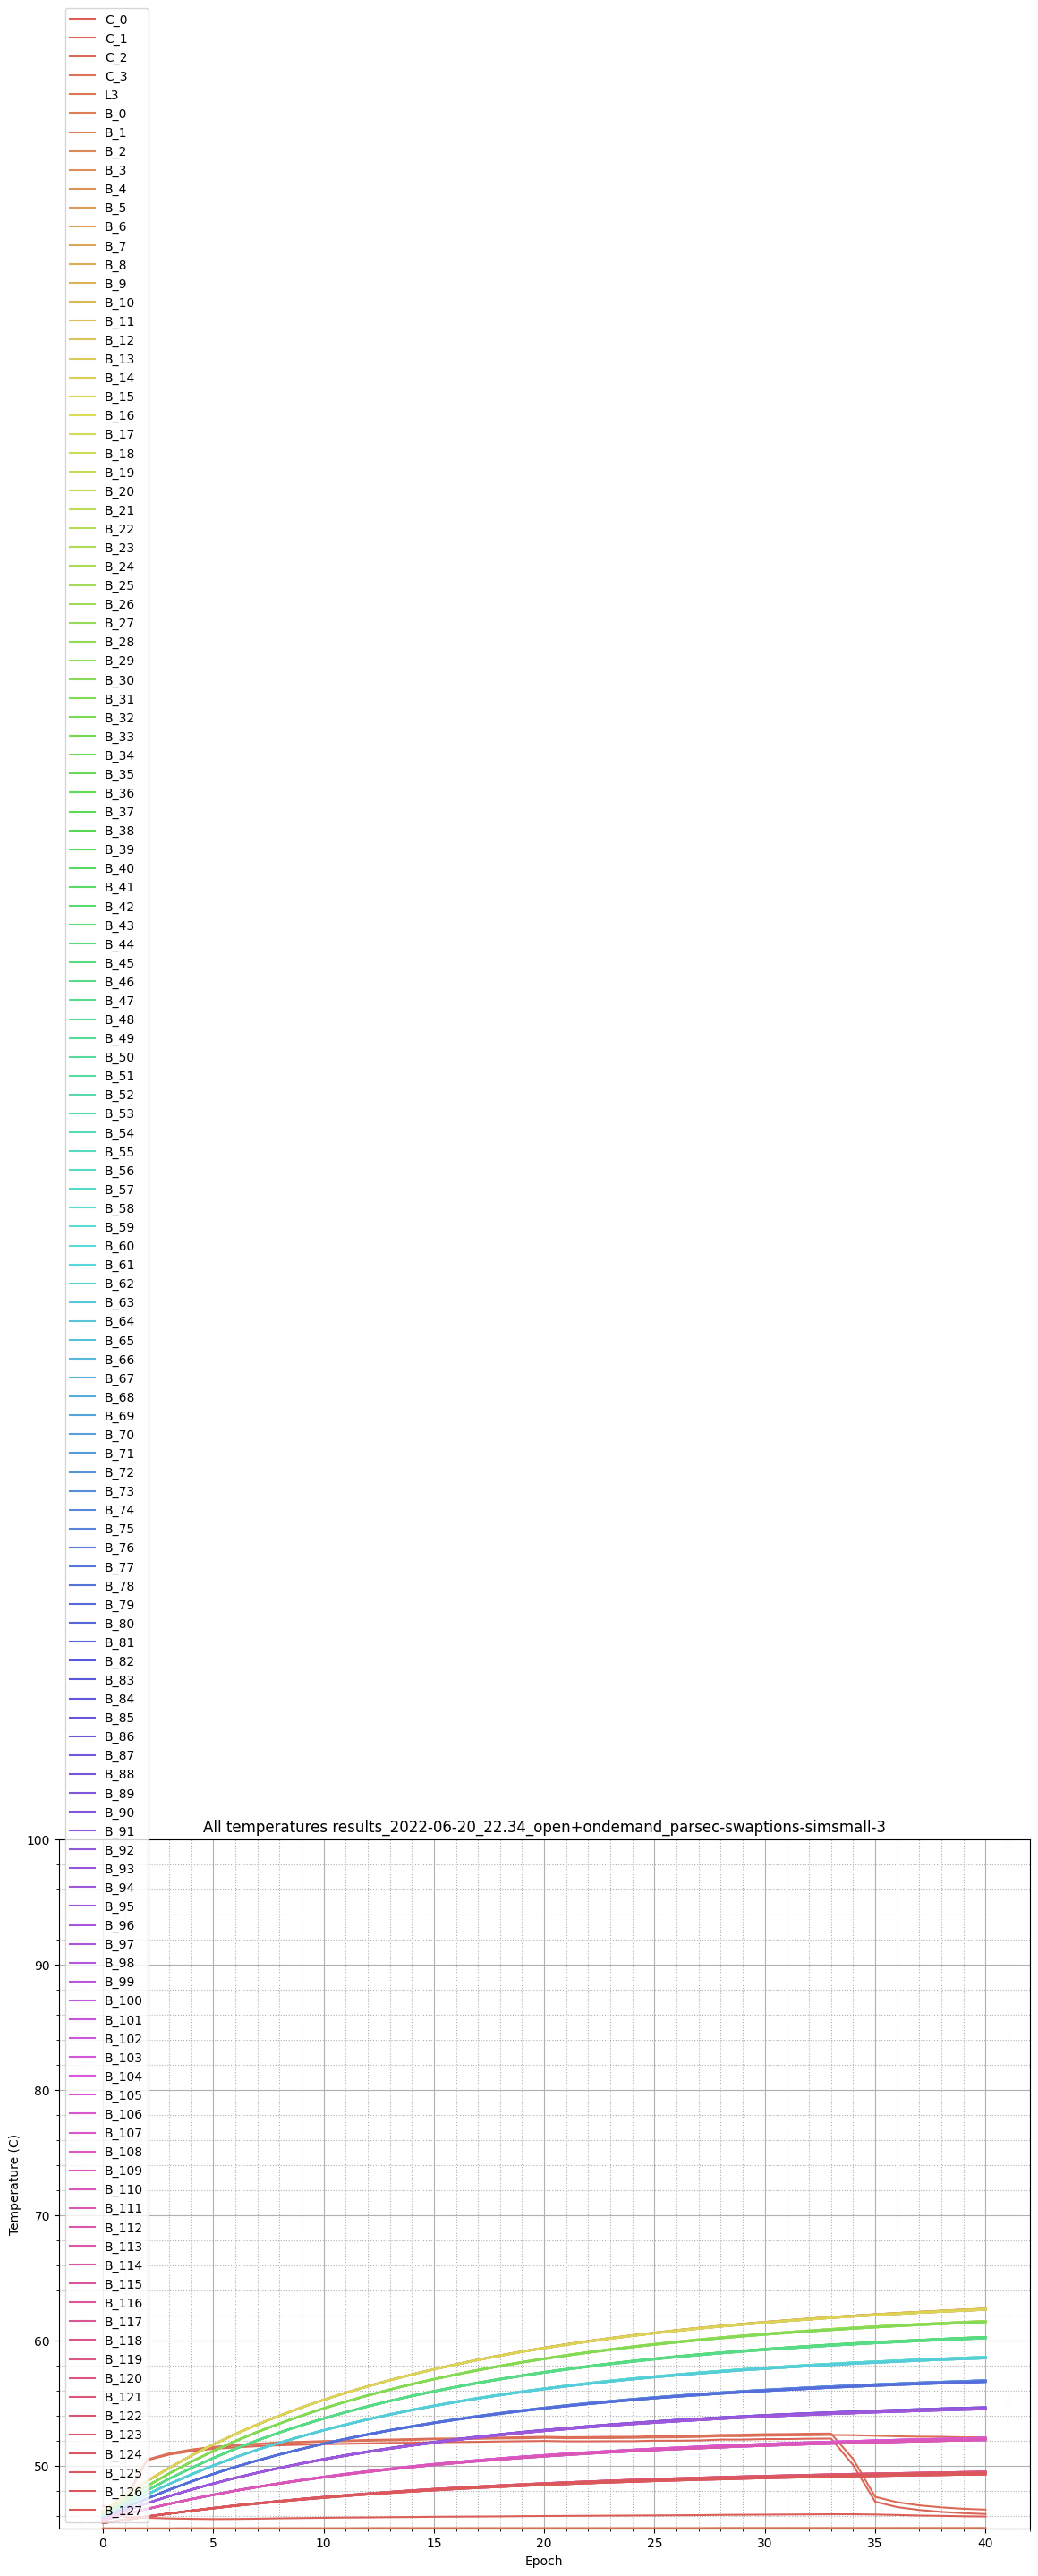 C_0
C_1
C_2
C_3
L3
B_0
B_1
B_2
B_3
B_4
B_5
B_6
B_7
B_8
B_9
B_10
B_11
B_12
B_13
B_14
B_15
B_16
B_17
B_18
B_19
B_20
B_21
B_22
B_23
B_24
B_25
B_26
B_27
B_28
B_29
B_30
B_31
B_32
B_33
B_34
B_35
B_36
B_37
B_38
B_39
B_40
B_41
B_42
B_43
B_44
B_45
B_46
B_47
B_48
B_49
B_50
B_51
B_52
B_53
B_54
B_55
B_56
B_57
B_58
B_59
B_60
B_61
B_62
B_63
B_64
B_65
B_66
B_67
B_68
B_69
B_70
B_71
B_72
B_73
B_74
B_75
B_76
B_77
B_78
B_79
B_80
B_81
B_82
B_83
B_84
B_85
B_86
B_87
B_88
B_89
B_90
B_91
B_92
B_93
B_94
B_95
B_96
B_97
B_98
B_99
B_100
B_101
B_102
B_103
B_104
B_105
B_106
B_107
B_108
B_109
B_110
B_111
B_112
B_113
B_114
B_115
B_116
B_117
B_118
B_119
B_120
B_121
B_122
B_123
B_124
B_125
B_126
B_127
All temperatures results_2022-06-20_22.34_open+ondemand_parsec-swaptions-simsmall-3
100
90
80
70
60
50
Temperature (C)
0 5 10 15 20 25 30 35 40
Epoch